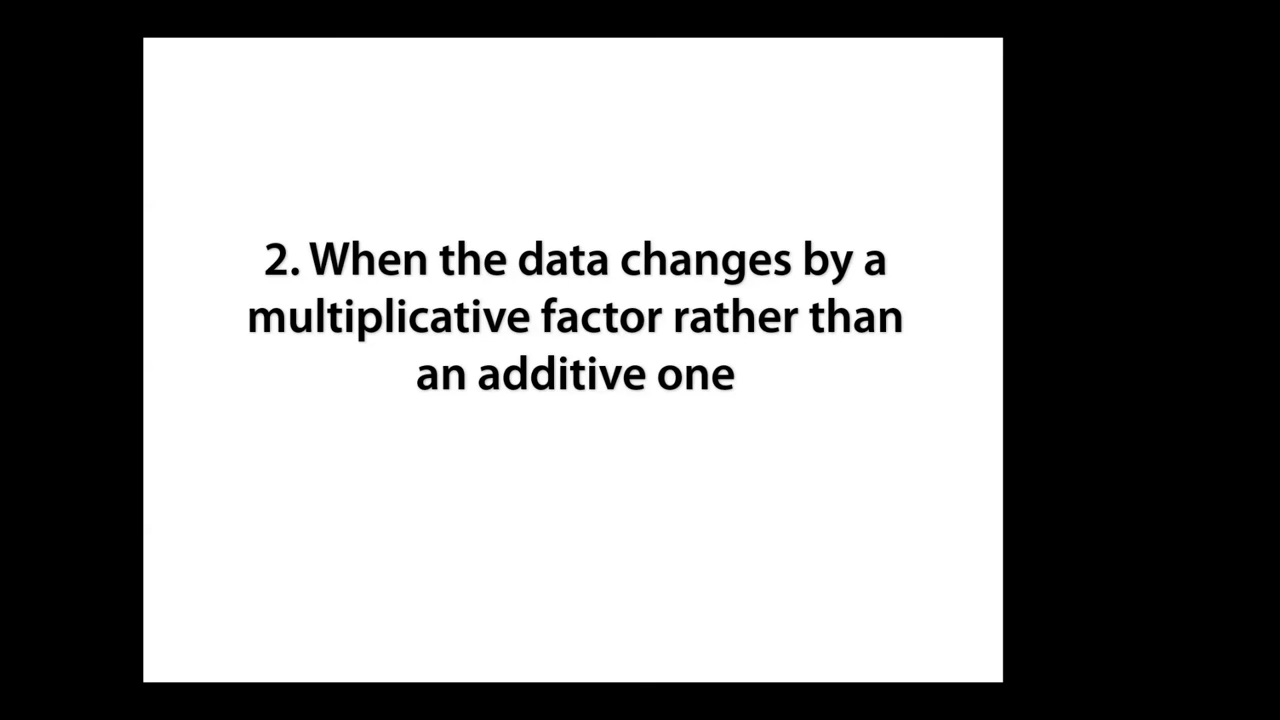 2. When the data changes by a
multiplicative factor rather than
an additive one